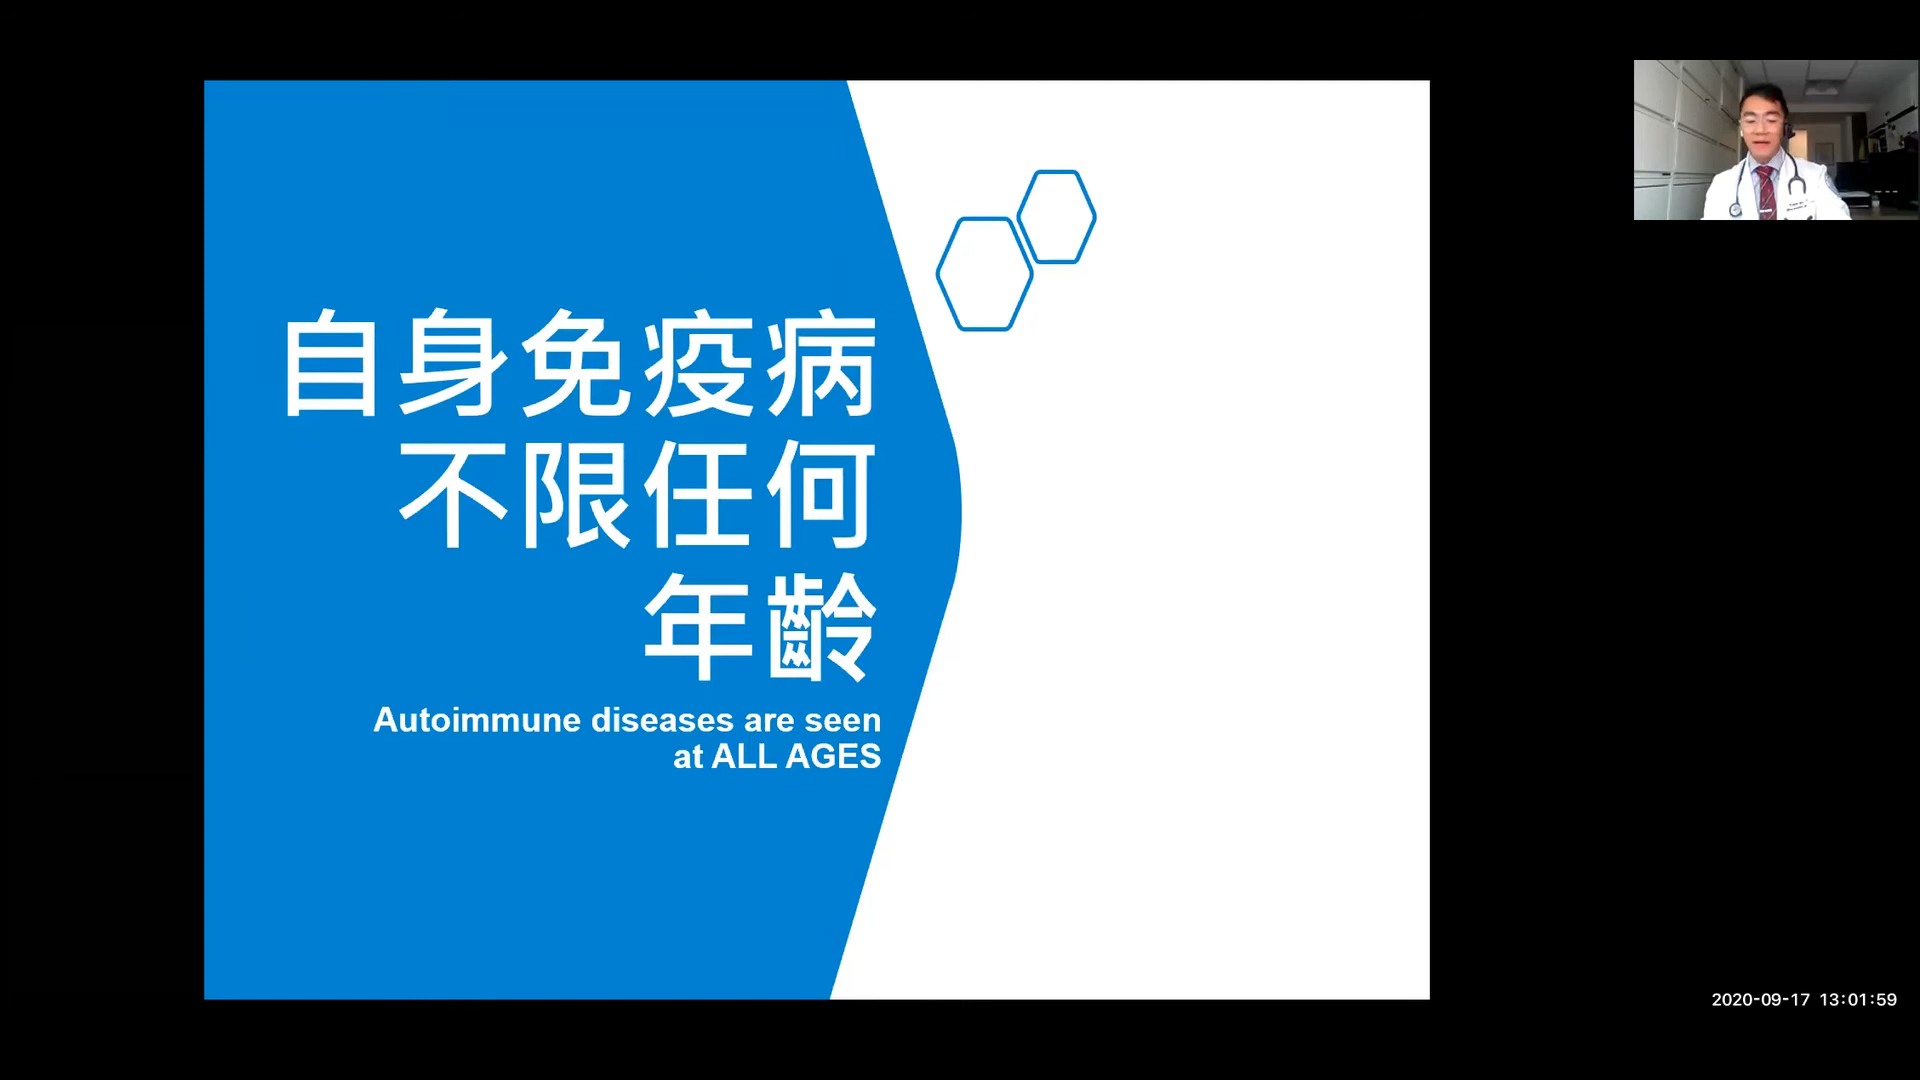 自身免疫病
不限任何
年齡
Autoimmune diseases are seen
at ALL AGES
2020-09-17 13:01:59